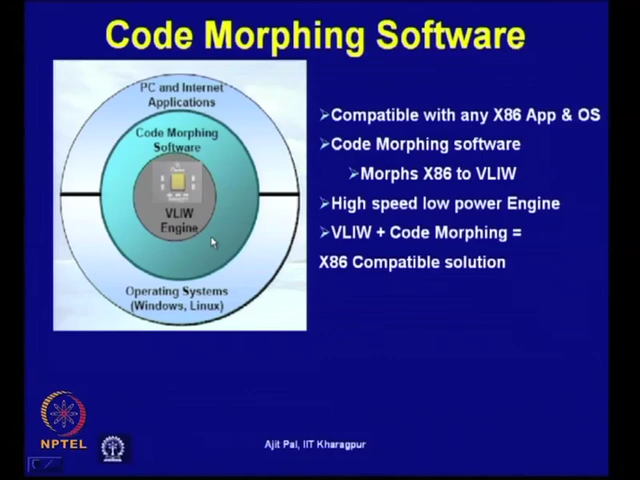 Code Morphing Software
PC and Internet
Applications
Code Morphing
Software
VLIW
Engine
Operating Systems
(Windows, Linux)
Compatible with any X86 App & OS
Code Morphing software
Morphs X86 to VLIW
High speed low power Engine
VLIW + Code Morphing =
X86 Compatible solution
NPTEL
Ajit Pal, IIT Kharagpur